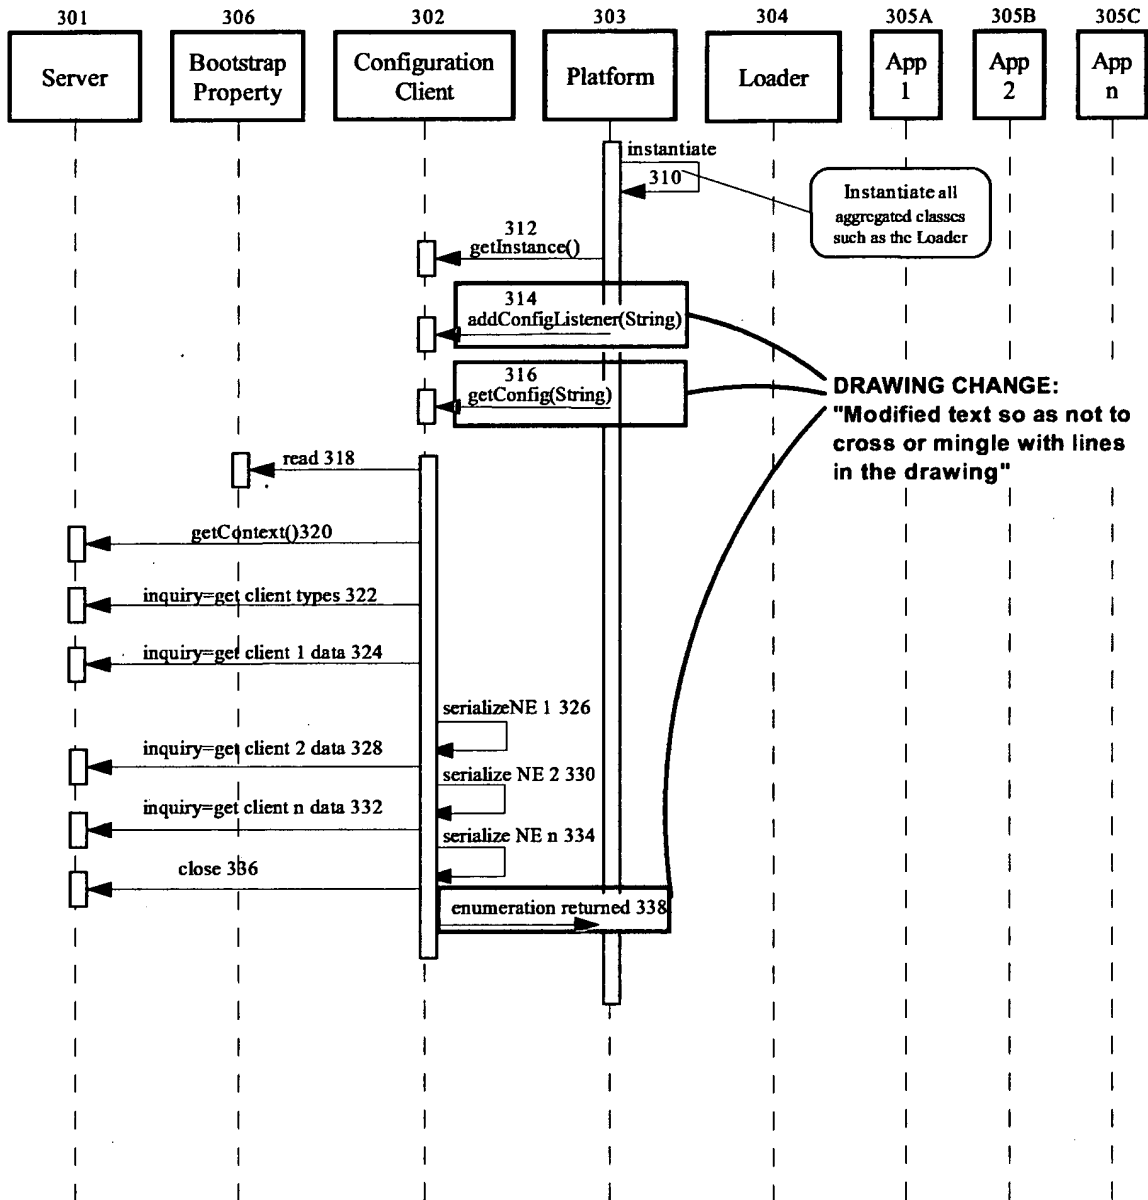 301 306 302 303 304 305A 305B 305C
Server
Bootstrap
Property
Configuration
Client
Platform
Loader
App
1
App
2
App
n
instantiate
310
Instantiate all
aggregated classes
such as the Loader
312
getInstance()
314
addConfigListener(String)
316
getConfig(String)
DRAWING CHANGE:
"Modified text so as not to
cross or mingle with lines
in the drawing"
read 318
getContext()320
inquiry=get client types 322
inquiry=get client 1 data 324
serializeNE 1 326
inquiry=get client 2 data 328
serialize NE 2 330
inquiry=get client n data 332
serialize NE n 334
close 336
enumeration returned 338